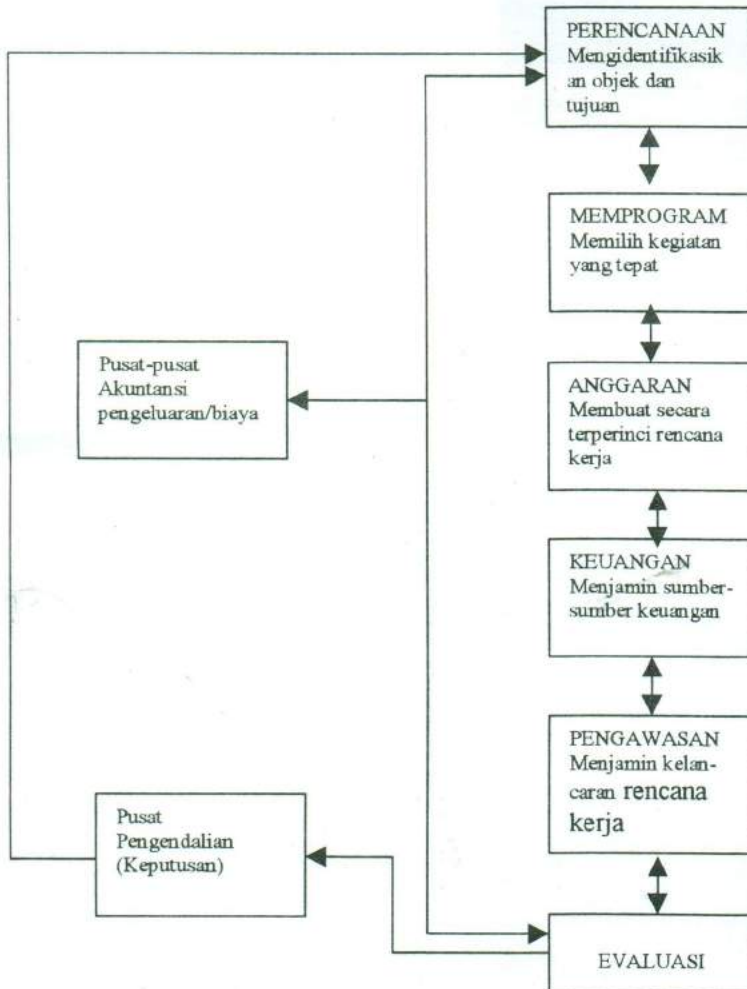 PERENCANAAN
Mengidentifikasik
an objek dan
tujuan
MEMPROGRAM
Memilih kegiatan
yang tepat
Pusat-pusat
Akuntansi
pengeluaran/biaya
ANGGARAN
Membuat secara
terperinci rencana
kerja
KEUANGAN
Menjamin sumber-
sumber keuangan
PENGAWASAN
Menjamin kelan-
caran rencana
kerja
Pusat
Pengendalian
(Keputusan)
EVALUASI